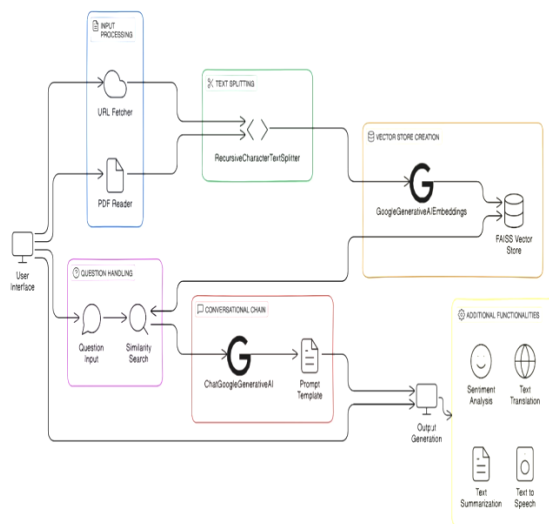 INPUT
PROCESSING
URL Fetcher
PDF Reader
TEXT SPLITTING
RecursiveCharacterTextSplitter
VECTOR STORE CREATION
GoogleGenerativeAIEmbeddings
FAISS Vector
Store
User
Interface
QUESTION HANDLING
Question
Input
Similarity
Search
CONVERSATIONAL CHAIN
ChatGoogleGenerativeAI
Prompt
Template
Output
Generation
ADDITIONAL FUNCTIONALITIES
Sentiment
Analysis
Text
Translation
Text
Summarization
Text to
Speech